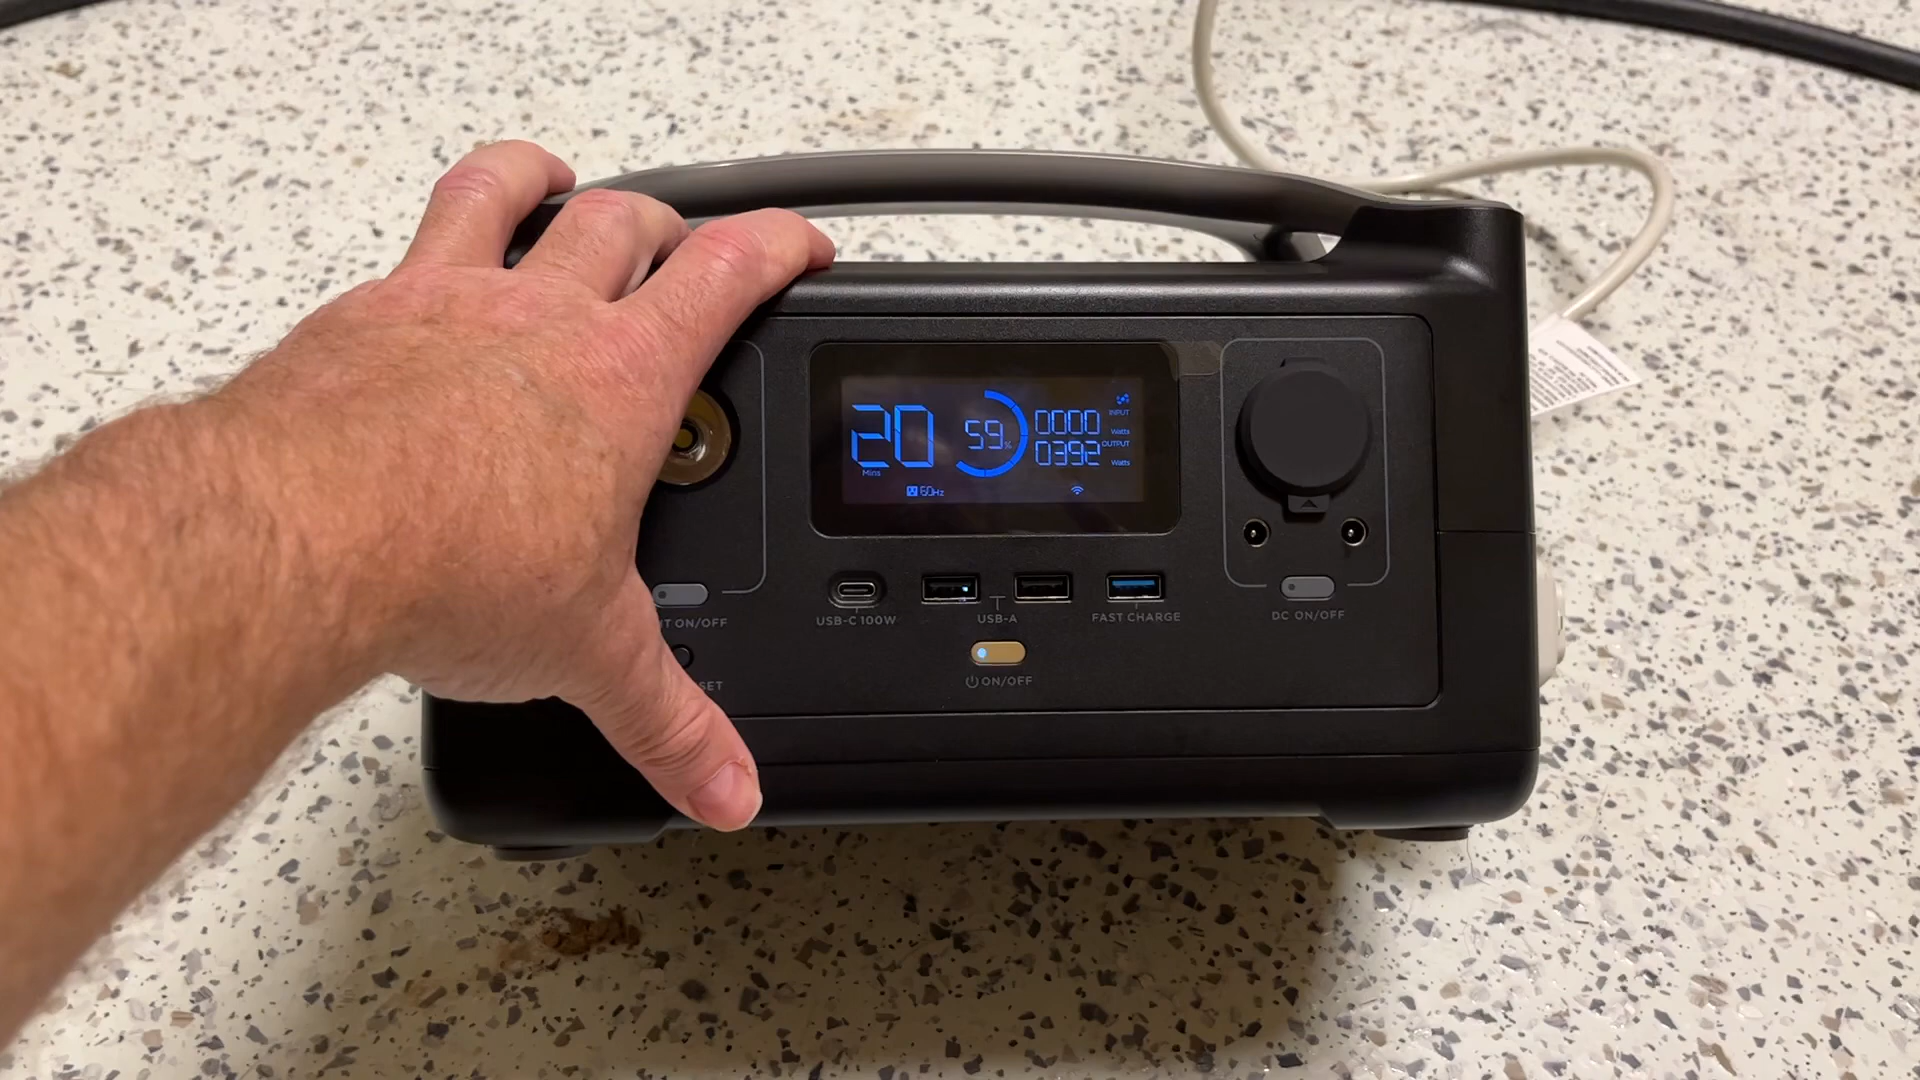 20
Mins
59%
0000
INPUT
Watts
0392
OUTPUT
Watts
60Hz
USB-C 100W
USB-A
FAST CHARGE
DC ON/OFF
ON/OFF
ON/OFF